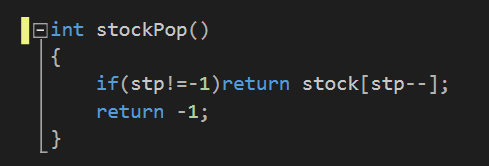 int stockPop()
{
if(stp!=-1)return stock[stp--];
return -1;
}